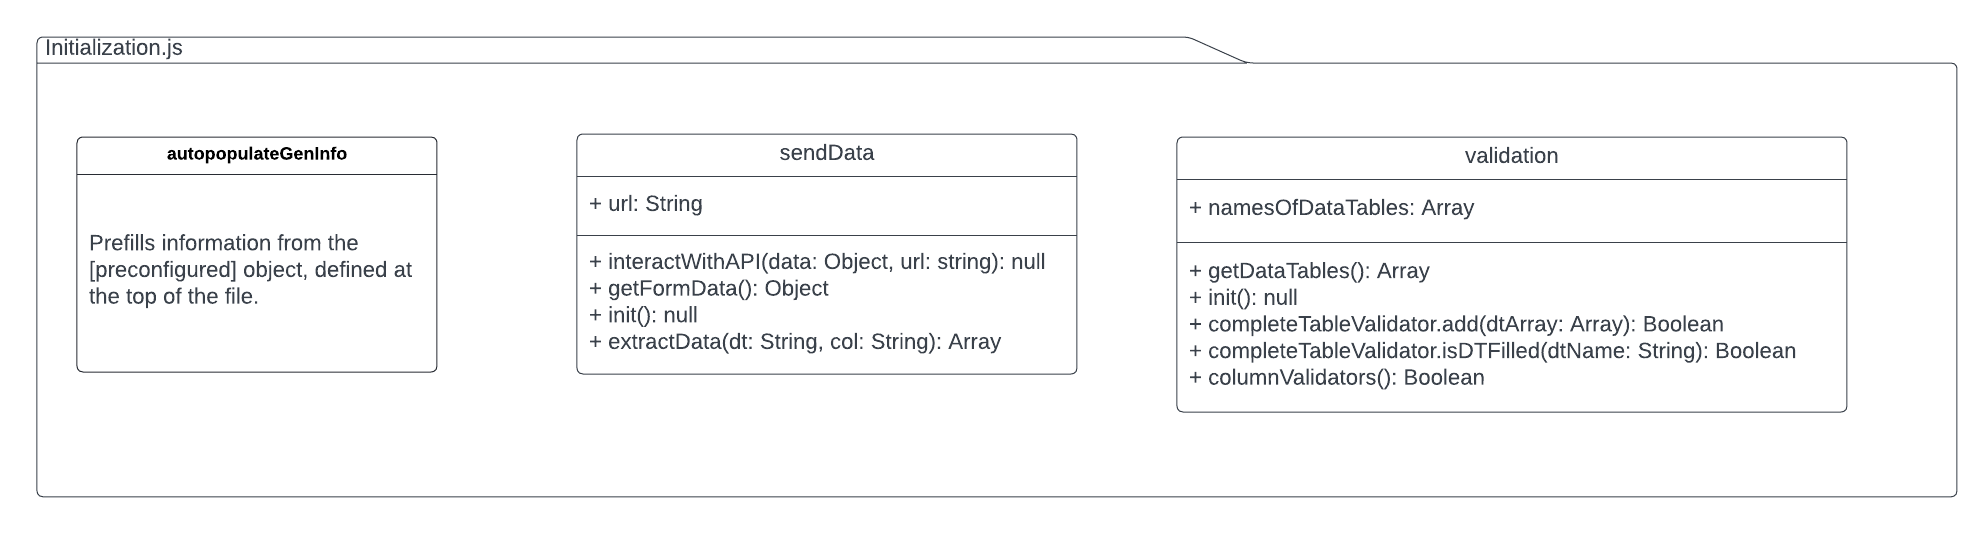 Initialization.js
autopopulateGenInfo
Prefills information from the
[preconfigured] object, defined at
the top of the file.
sendData
+ url: String
+ interactWithAPI(data: Object, url: string): null
+ getFormData(): Object
+ init(): null
+ extractData(dt: String, col: String): Array
validation
+ namesOfDataTables: Array
+ getDataTables(): Array
+ init(): null
+ completeTableValidator.add(dtArray: Array): Boolean
+ completeTableValidator.isDTFilled(dtName: String): Boolean
+ columnValidators(): Boolean